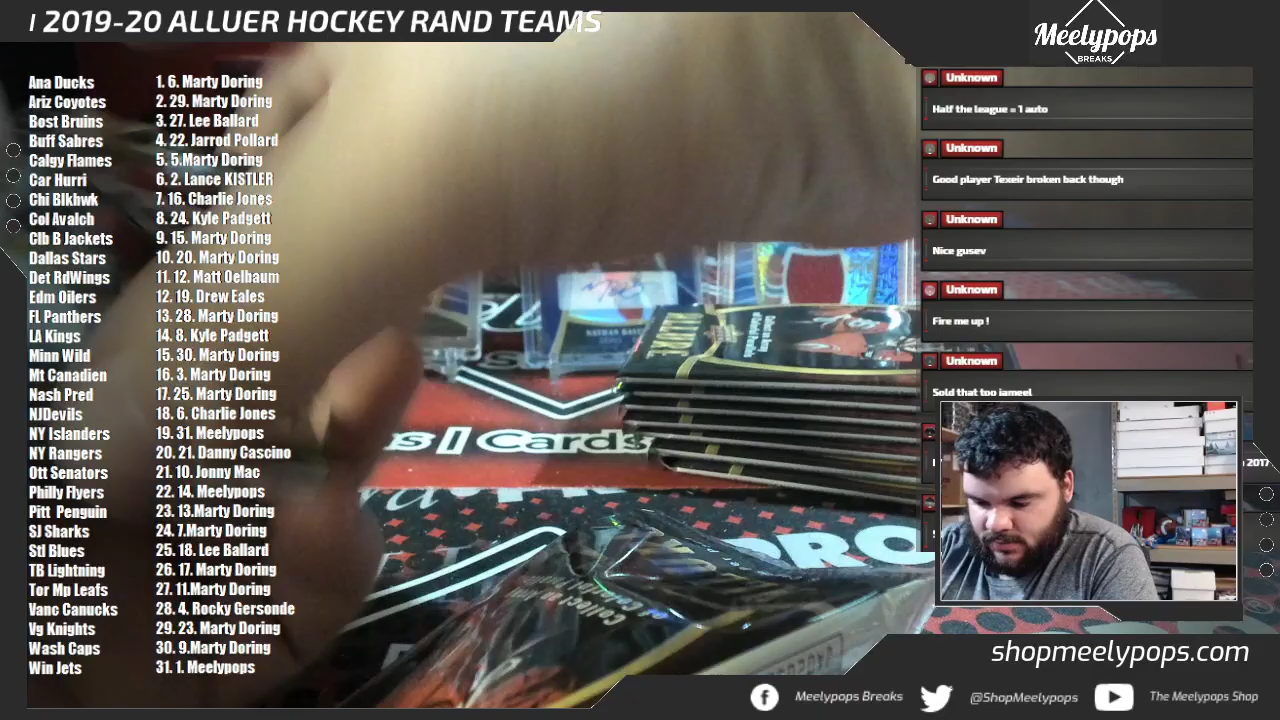 I 2019-20 ALLUER HOCKEY RAND TEAMS
Meelypops
BREAKS
Ana Ducks 1. 6. Marty Doring
Ariz Coyotes 2. 29. Marty Doring
Bost Bruins 3. 27. Lee Ballard
Buff Sabres 4. 22. Jarrod Pollard
Calgy Flames 5. 5.Marty Doring
Car Hurri 6. 2. Lance KISTLER
Chi Blkhwk 7. 16. Charlie Jones
Col Avalch 8. 24. Kyle Padgett
Clb B Jackets 9. 15. Marty Doring
Dallas Stars 10. 20. Marty Doring
Det RdWings 11. 12. Matt Oelbaum
Edm Oilers 12. 19. Drew Eales
FL Panthers 13. 28. Marty Doring
LA Kings 14. 8. Kyle Padgett
Minn Wild 15. 30. Marty Doring
Mt Canadien 16. 3. Marty Doring
Nash Pred 17. 25. Marty Doring
NJDevils 18. 6. Charlie Jones
NY Islanders 19. 31. Meelypops
NY Rangers 20. 21. Danny Cascino
Ott Senators 21. 10. Jonny Mac
Philly Flyers 22. 14. Meelypops
Pitt Penguin 23. 13.Marty Doring
SJ Sharks 24. 7.Marty Doring
Stl Blues 25. 18. Lee Ballard
TB Lightning 26. 17. Marty Doring
Tor Mp Leafs 27. 11.Marty Doring
Vanc Canucks 28. 4. Rocky Gersonde
Vg Knights 29. 23. Marty Doring
Wash Caps 30. 9.Marty Doring
Win Jets 31. 1. Meelypops
Unknown
Half the league = 1 auto
Unknown
Good player Texeir broken back though
Unknown
Nice gusev
Unknown
Fire me up !
Unknown
Sold that too jameel
2017
ALLURE
s | Cards
PRO
Collect
shopmeelypops.com
Meelypops Breaks
@ShopMeelypops
The Meelypops Shop